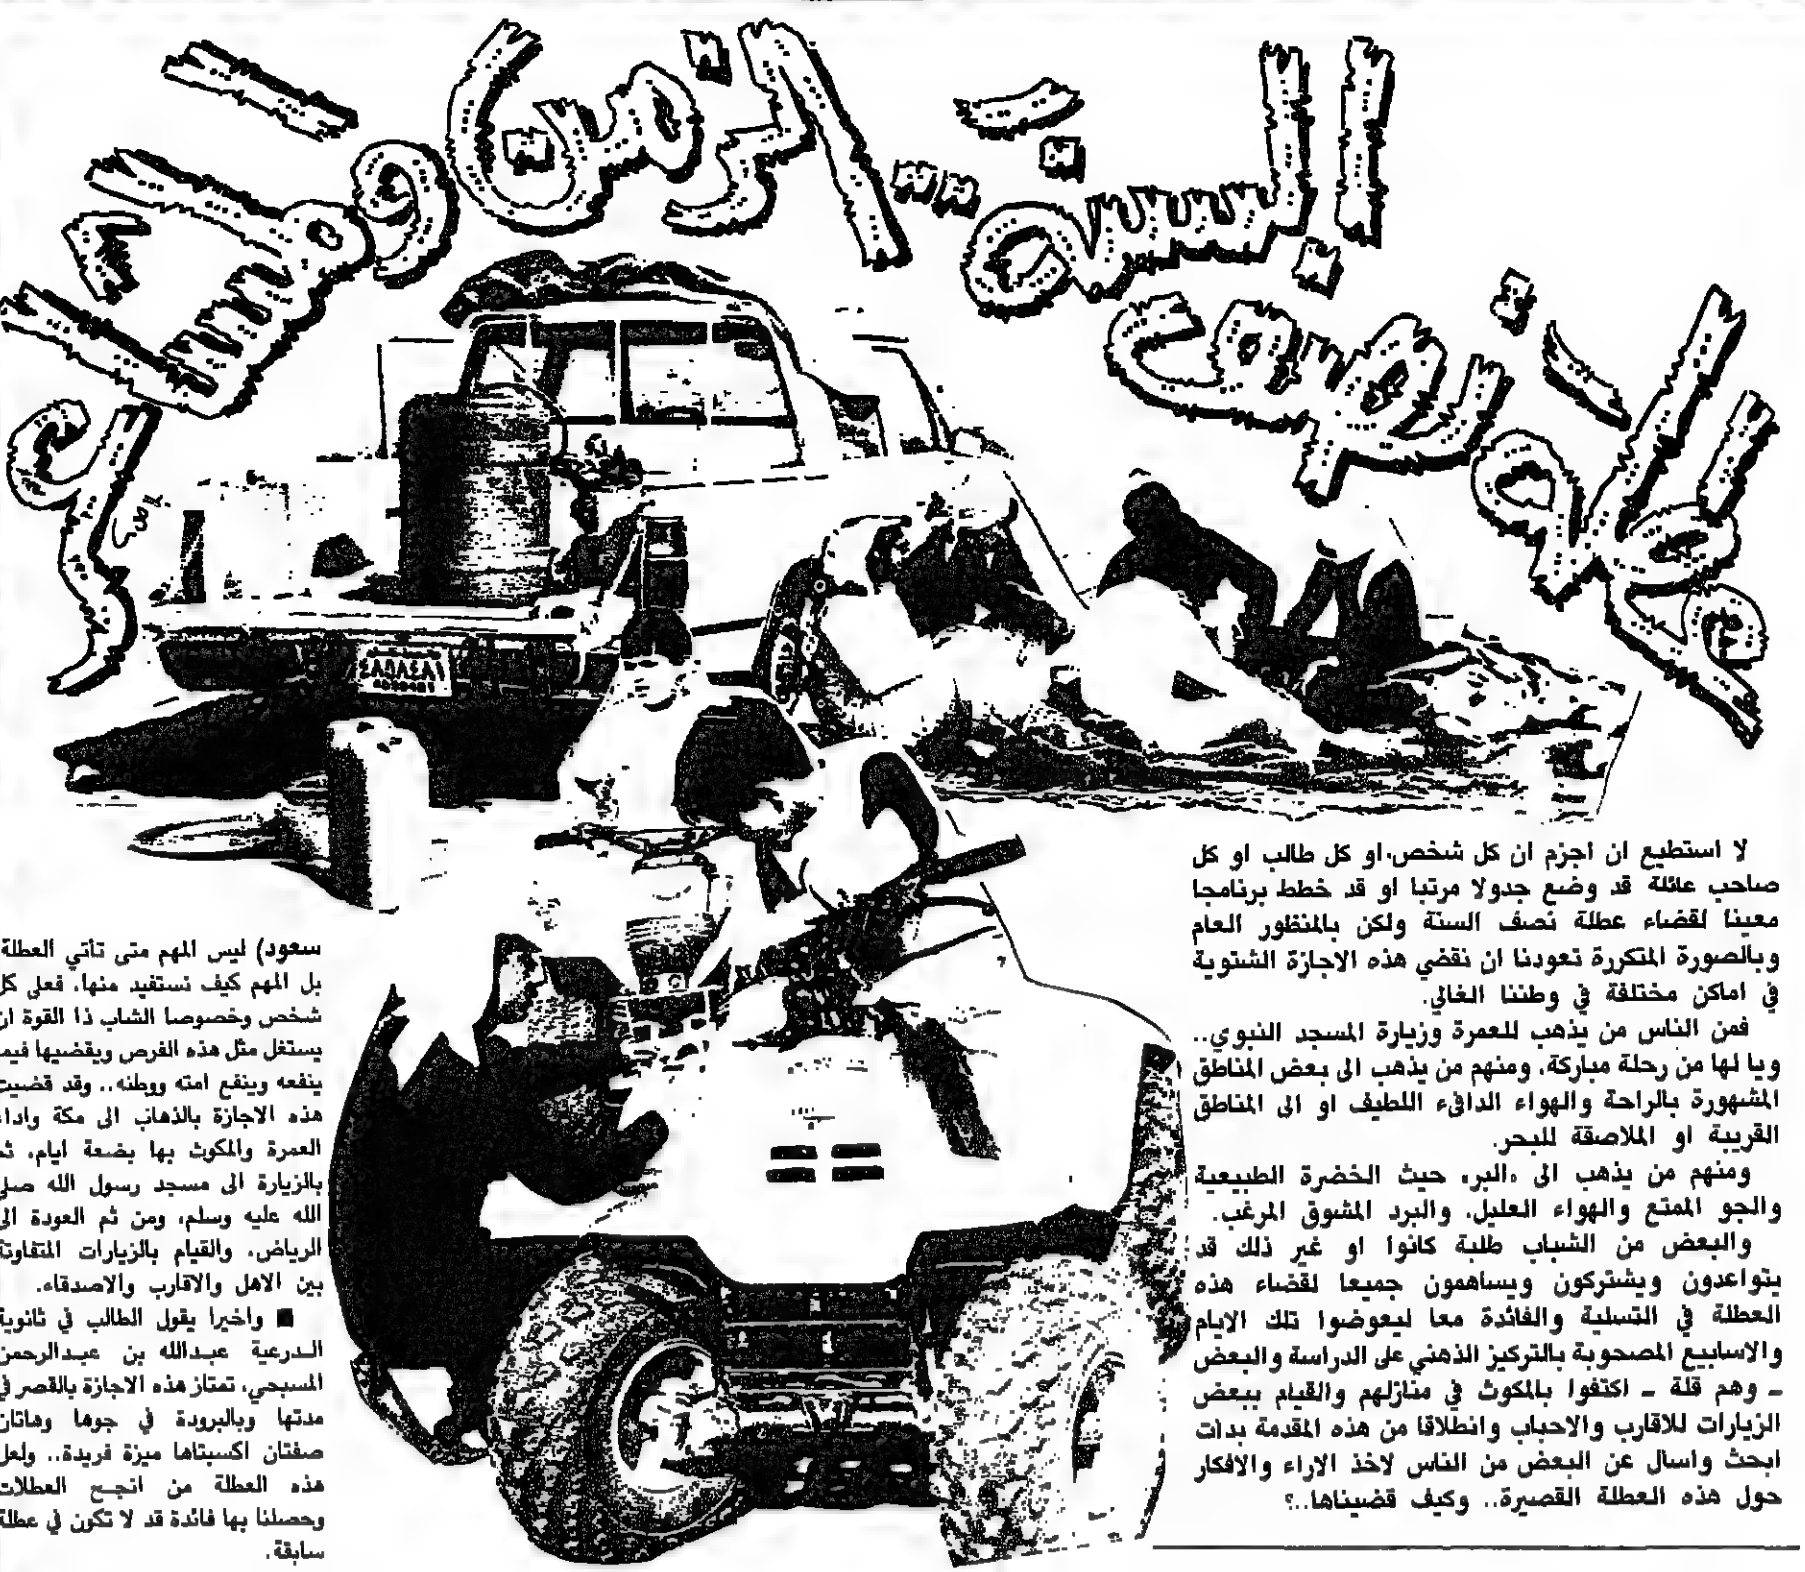 عطلة نصف السنة..
لا استطيع ان اجزم ان كل شخص او كل طالب او كل
صاحب عائلة قد وضع جدولا مرتبا او قد خطط برنامجا
معينا لقضاء عطلة نصف السنة ولكن بالمنظور العام
وبالصورة المتكررة تعودنا ان نقضي هذه الاجازة الشتوية
في اماكن مختلفة في وطننا الغالي.
فمن الناس من يذهب للعمرة وزيارة المسجد النبوي..
ويا لها من رحلة مباركة، ومنهم من يذهب الى بعض المناطق
المشهورة بالراحة والهواء الدافىء اللطيف او الى المناطق
القريبة او الملاصقة للبحر.
ومنهم من يذهب الى «البر» حيث الخضرة الطبيعية
والجو الممتع والهواء العليل، والبرد المشوق المرغب.
والبعض من الشباب طلبة كانوا او غير ذلك قد
يتواعدون ويشتركون ويساهمون جميعا لقضاء هذه
العطلة في التسلية والفائدة معا ليعوضوا تلك الايام
والاسابيع المصحوبة بالتركيز الذهني على الدراسة والبعض
ـ وهم قلة ـ اكتفوا بالمكوث في منازلهم والقيام ببعض
الزيارات للاقارب والاحباب وانطلاقا من هذه المقدمة بدات
ابحث واسال عن البعض من الناس لاخذ الاراء والافكار
حول هذه العطلة القصيرة.. وكيف قضيناها..؟
سعود) ليس المهم متى تأتي العطلة
بل المهم كيف نستفيد منها، فعلى كل
شخص وخصوصا الشاب ذا القوة ان
يستغل مثل هذه الفرص ويقضيها فيما
ينفعه وينفع امته ووطنه.. وقد قضيت
هذه الاجازة بالذهاب الى مكة واداء
العمرة والمكوث بها بضعة ايام، ثم
بالزيارة الى مسجد رسول الله صلى
الله عليه وسلم، ومن ثم العودة الى
الرياض، والقيام بالزيارات المتفاوتة
بين الاهل والاقارب والاصدقاء.
■ واخيرا يقول الطالب في ثانوية
الدرعية عبدالله بن عبدالرحمن
المسبحي، تمتاز هذه الاجازة بالقصر في
مدتها وبالبرودة في جوها وهاتان
صفتان اكسبتاها ميزة فريدة.. ولعل
هذه العطلة من انجح العطلات
وحصلنا بها فائدة قد لا تكون في عطلة
سابقة.